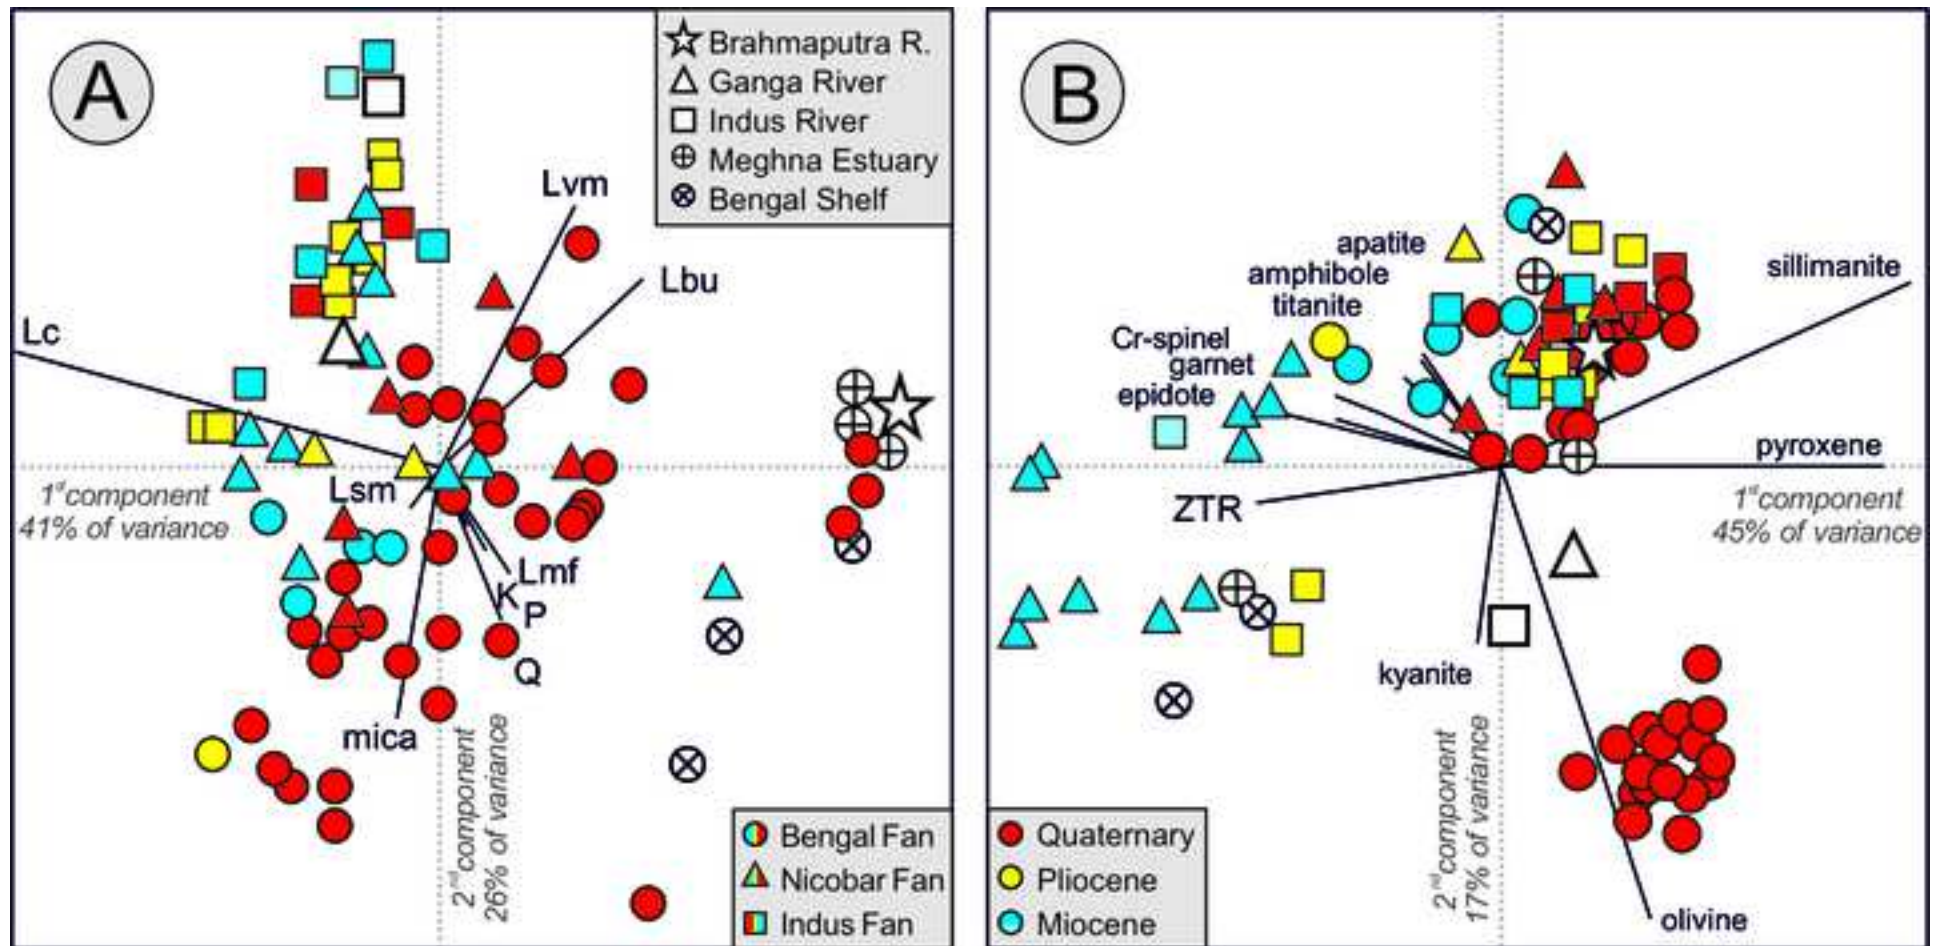 A
Brahmaputra R.
Ganga River
Indus River
Meghna Estuary
Bengal Shelf
Lvm
Lbu
Lc
1st component
41% of variance
Lsm
Lmf
K
P
Q
mica
2nd component
26% of variance
Bengal Fan
Nicobar Fan
Indus Fan
B
apatite
amphibole
titanite
Cr-spinel
garnet
epidote
sillimanite
pyroxene
ZTR
1st component
45% of variance
kyanite
2nd component
17% of variance
olivine
Quaternary
Pliocene
Miocene